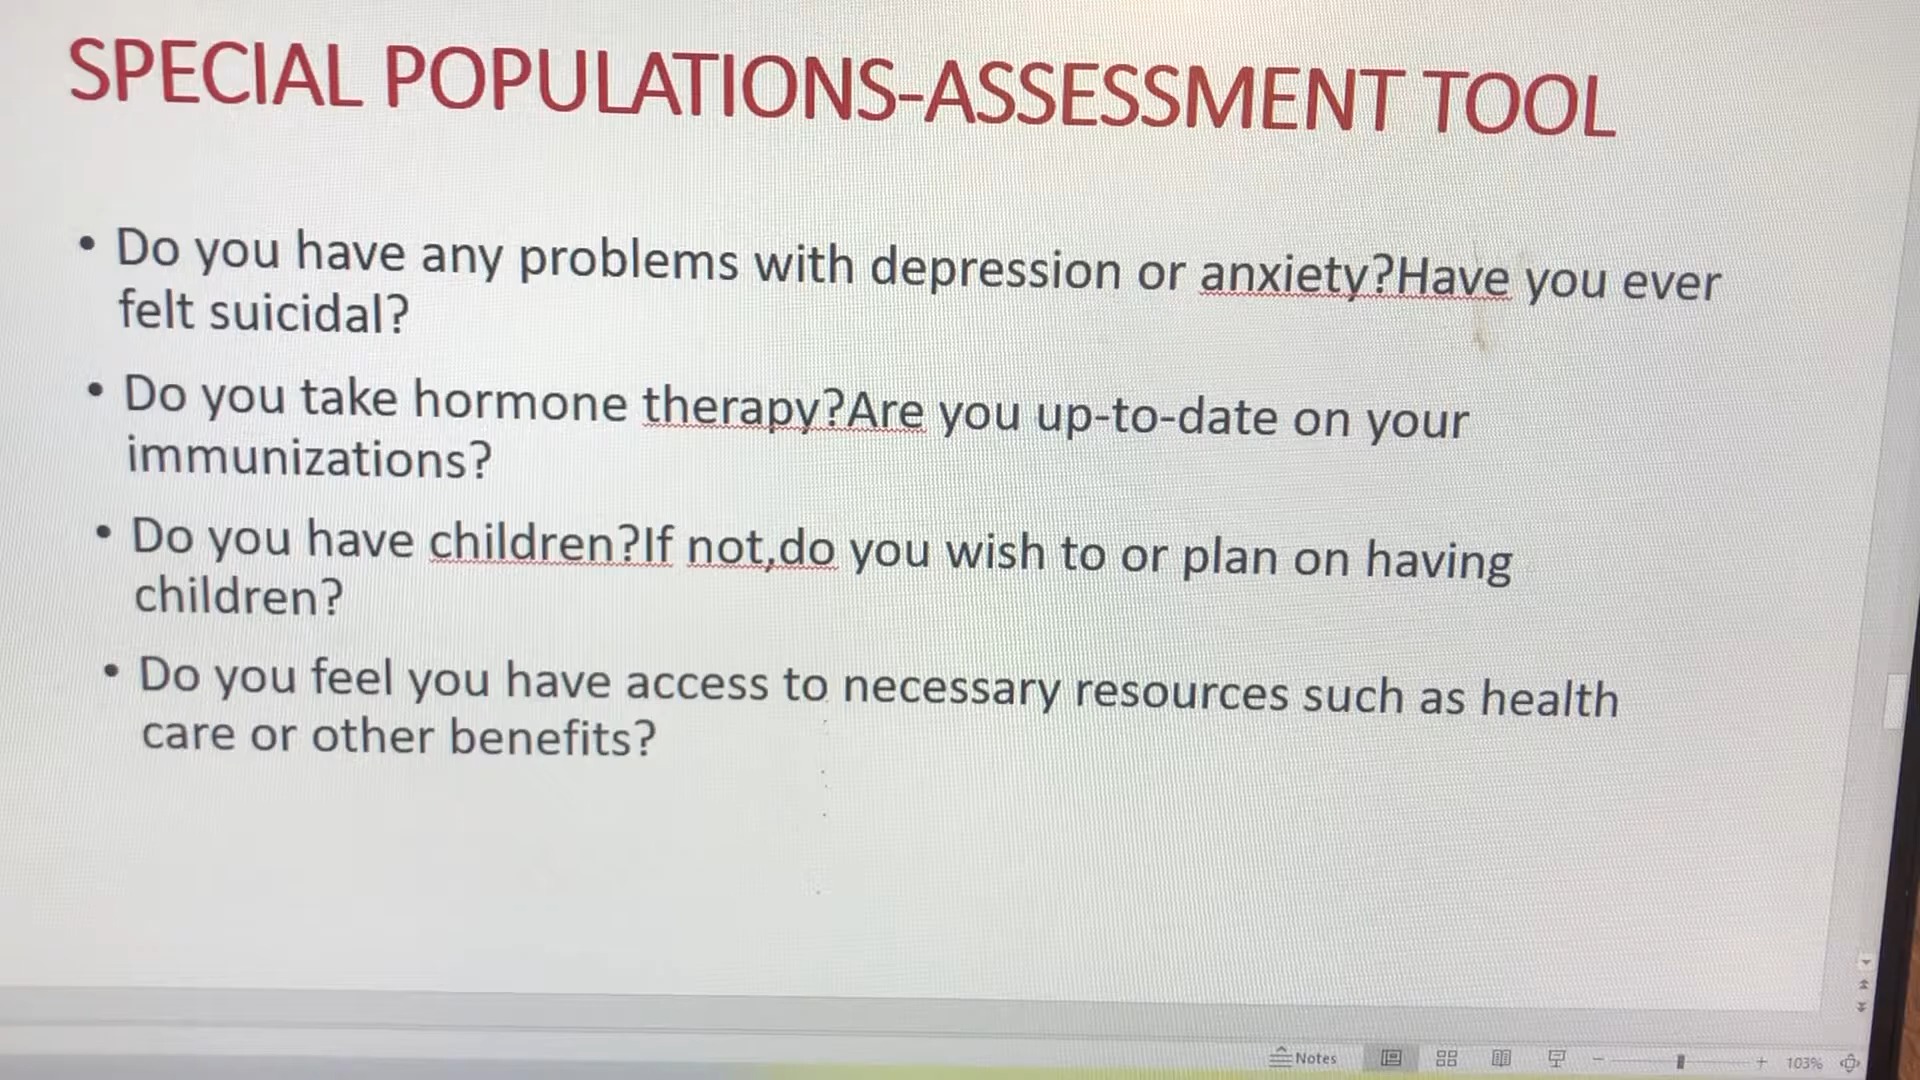 SPECIAL POPULATIONS-ASSESSMENT TOOL
• Do you have any problems with depression or anxiety?Have you ever
felt suicidal?
• Do you take hormone therapy?Are you up-to-date on your
immunizations?
• Do you have children?If not,do you wish to or plan on having
children?
• Do you feel you have access to necessary resources such as health
care or other benefits?
Notes
103%